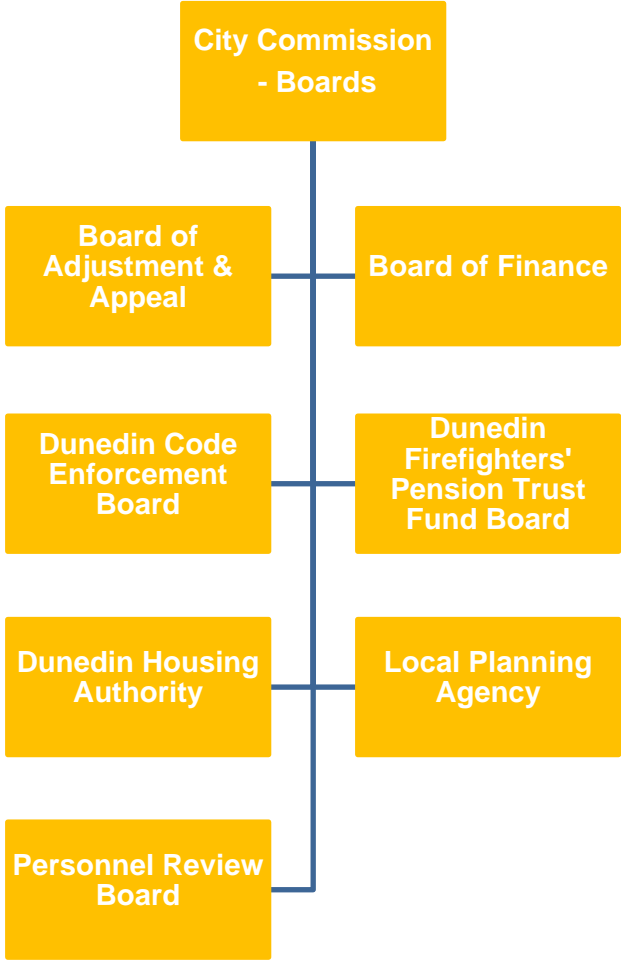 City Commission
- Boards
Board of
Adjustment &
Appeal
Board of Finance
Dunedin Code
Enforcement
Board
Dunedin
Firefighters'
Pension Trust
Fund Board
Dunedin Housing
Authority
Local Planning
Agency
Personnel Review
Board